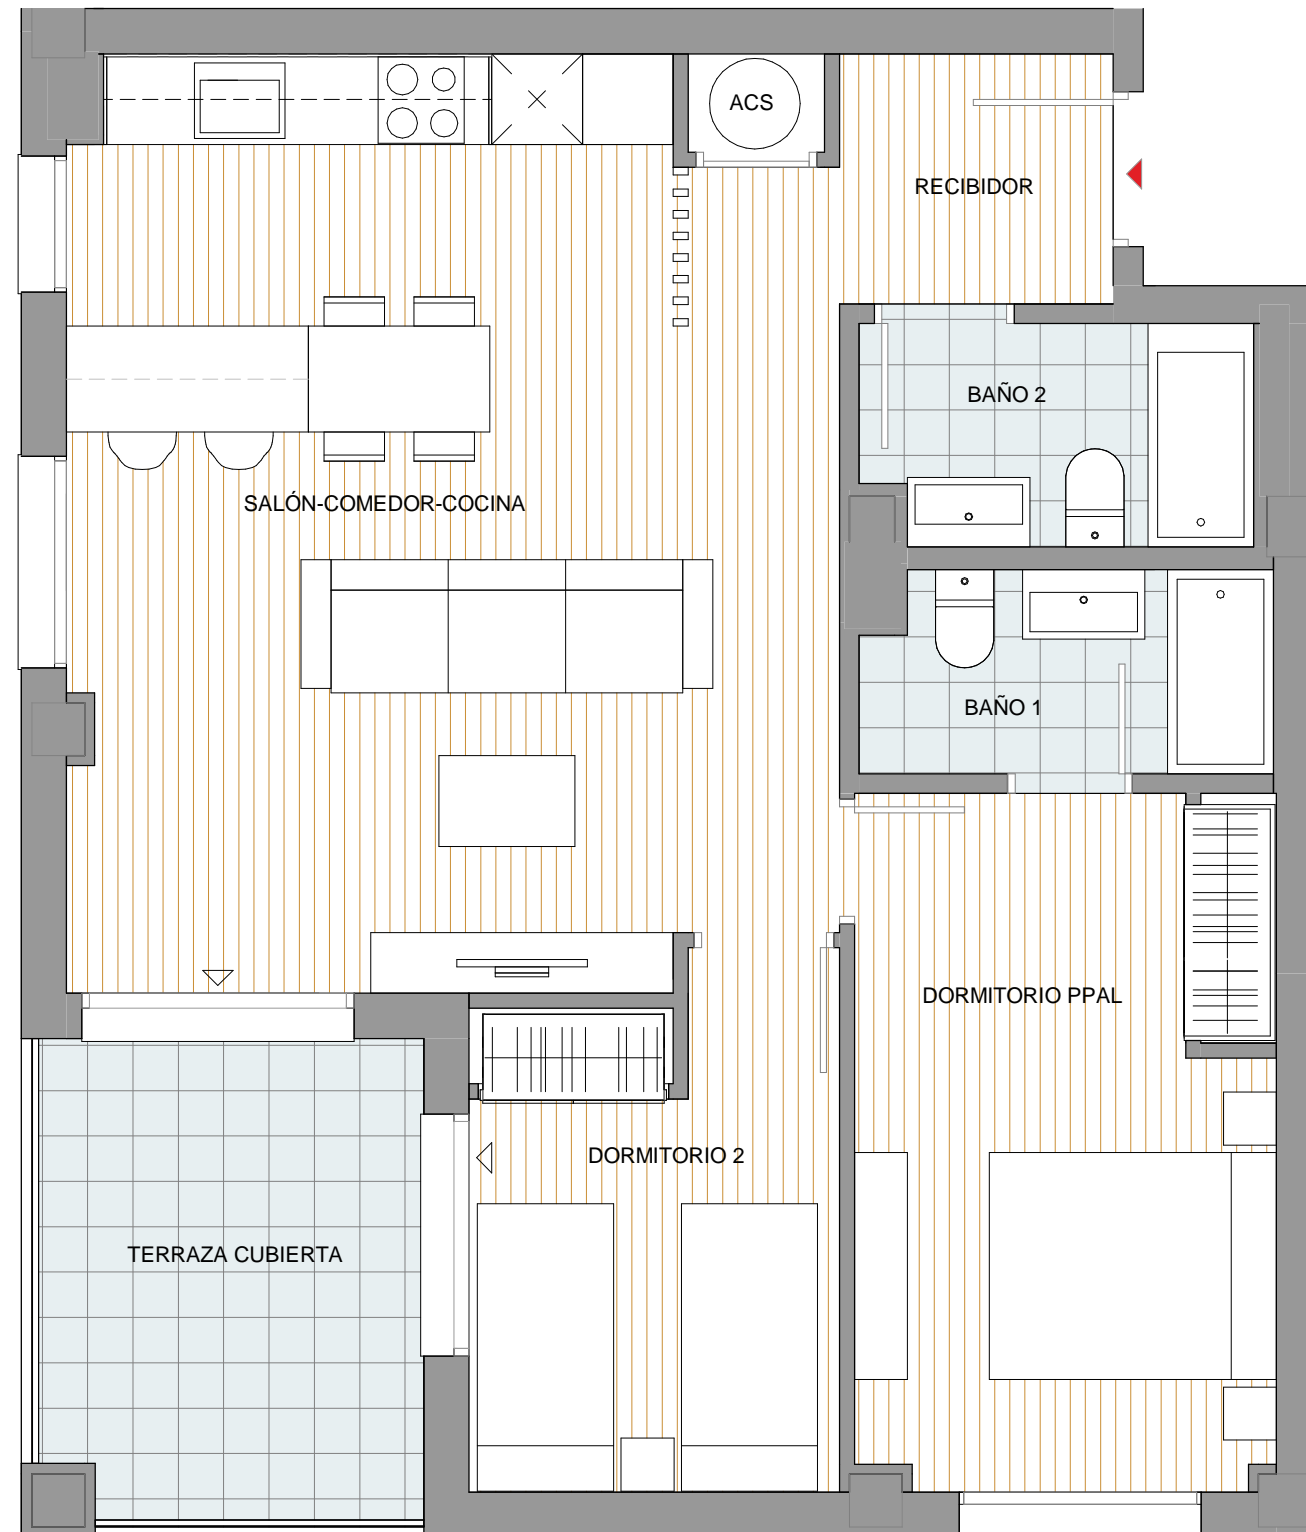 ACS
RECIBIDOR
BAÑO 2
SALÓN-COMEDOR-COCINA
BAÑO 1
DORMITORIO PPAL
DORMITORIO 2
TERRAZA CUBIERTA